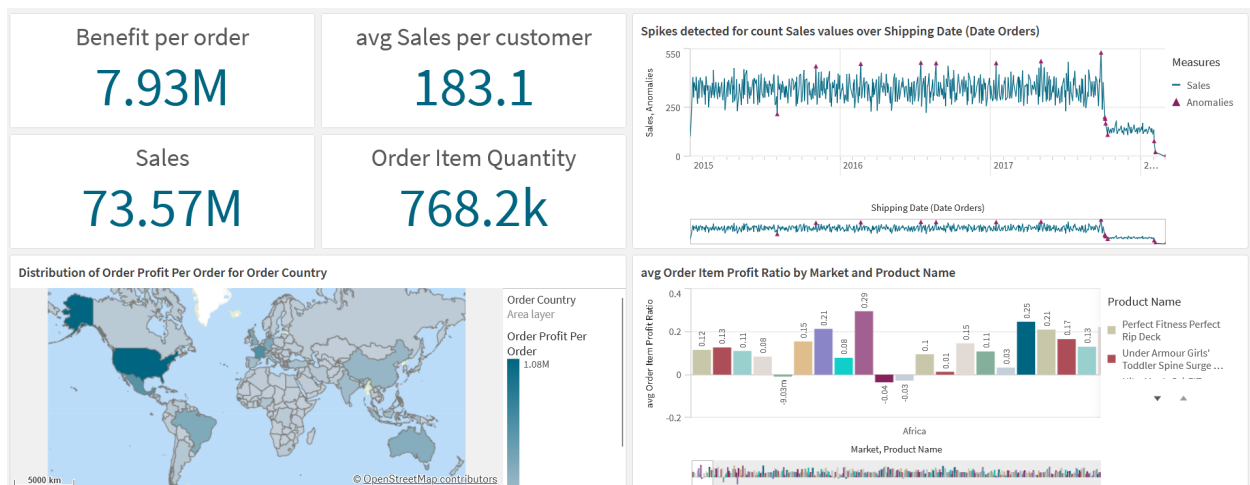 Benefit per order
7.93M
avg Sales per customer
183.1
Sales
73.57M
Order Item Quantity
768.2k
Spikes detected for count Sales values over Shipping Date (Date Orders)
Sales, Anomalies
550
250
0
2015
2016
2017
2...
Shipping Date (Date Orders)
Measures
Sales
Anomalies
Distribution of Order Profit Per Order for Order Country
5000 km
© OpenStreetMap contributors
Order Country
Area layer
Order Profit Per
Order
1.08M
avg Order Item Profit Ratio by Market and Product Name
avg Order Item Profit Ratio
0.4
0.2
0
-0.2
0.12
0.13
0.11
0.08
-9.03m
0.15
0.21
0.08
0.29
-0.04
-0.03
0.1
0.01
0.15
0.11
0.03
0.25
0.21
0.17
0.13
Africa
Market, Product Name
Product Name
Perfect Fitness Perfect
Rip Deck
Under Armour Girls'
Toddler Spine Surge ...